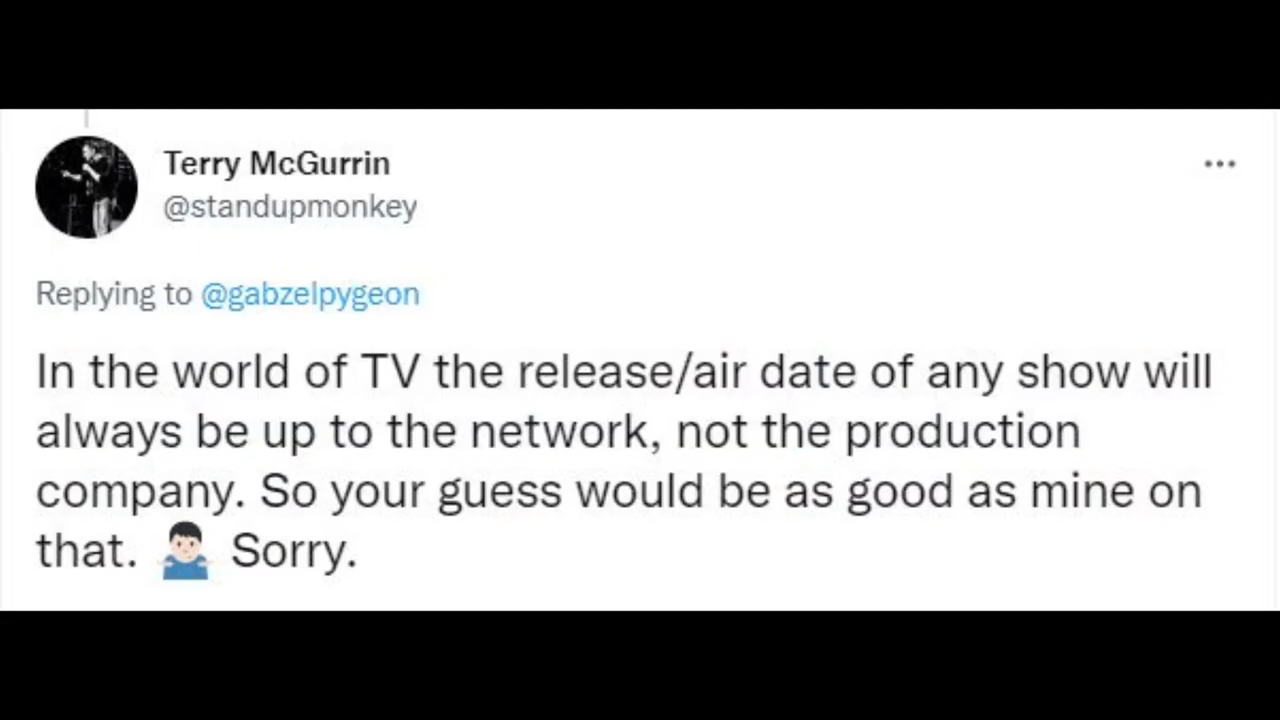 Terry McGurrin
@standupmonkey
Replying to @gabzelpygeon
In the world of TV the release/air date of any show will
always be up to the network, not the production
company. So your guess would be as good as mine on
that. 🤷🏻‍♂️ Sorry.